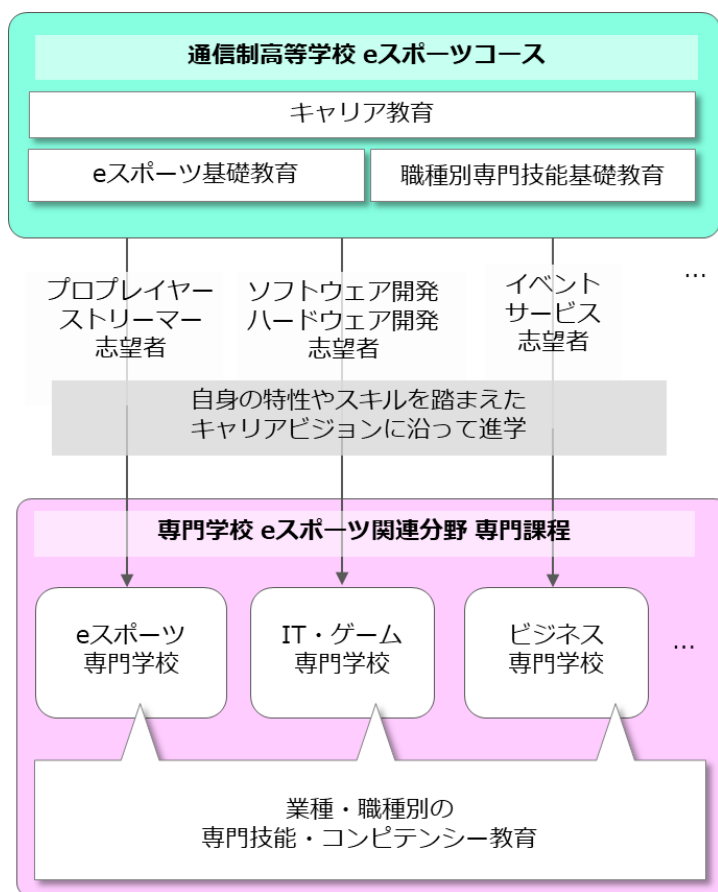 通信制高等学校 eスポーツコース
キャリア教育
eスポーツ基礎教育
職種別専門技能基礎教育
プロプレイヤー
ストリーマー
志望者
ソフトウェア開発
ハードウェア開発
志望者
イベント
サービス
志望者
…
自身の特性やスキルを踏まえた
キャリアビジョンに沿って進学
専門学校 eスポーツ関連分野 専門課程
eスポーツ
専門学校
IT・ゲーム
専門学校
ビジネス
専門学校
…
業種・職種別の
専門技能・コンピテンシー教育